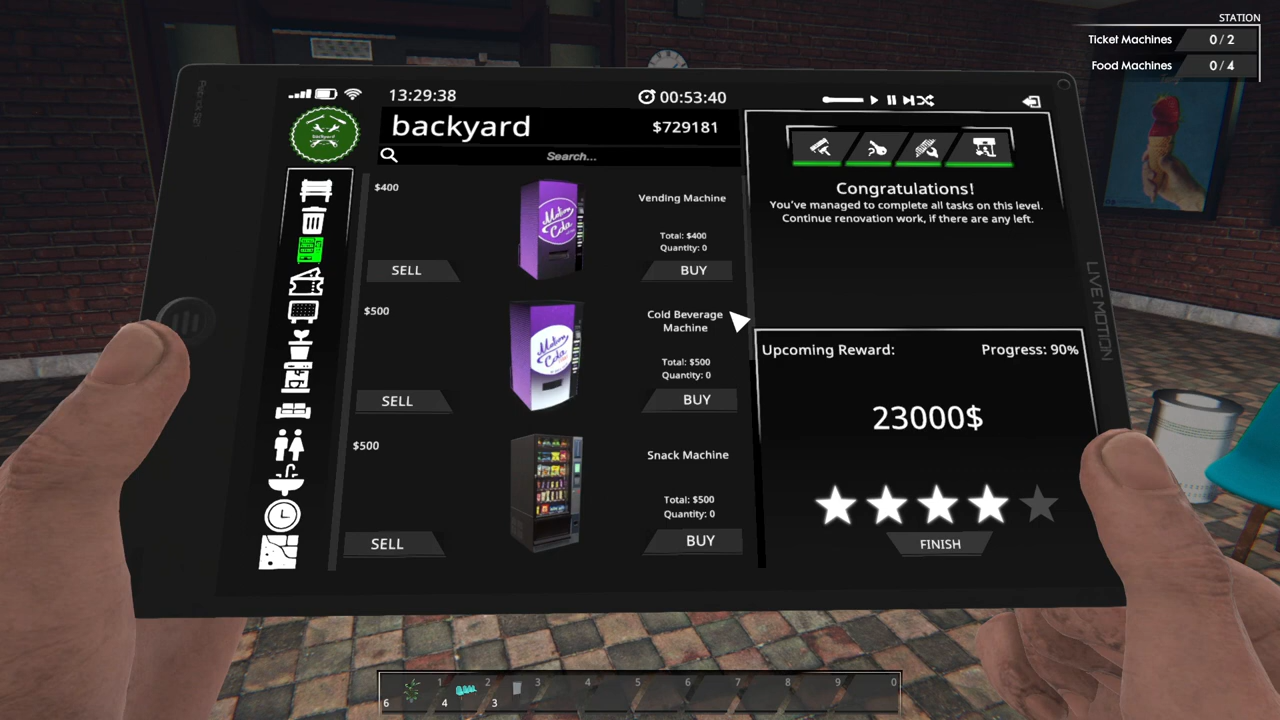 STATION
Ticket Machines 0 / 2
Food Machines 0 / 4
13:29:38
00:53:40
backyard
$729181
Search...
$400
Vending Machine
Total: $400
Quantity: 0
SELL
BUY
$500
Cold Beverage
Machine
Total: $500
Quantity: 0
SELL
BUY
$500
Snack Machine
Total: $500
Quantity: 0
SELL
BUY
Congratulations!
You've managed to complete all tasks on this level.
Continue renovation work, if there are any left.
Upcoming Reward:
Progress: 90%
23000$
FINISH
LIVE MOTION
1 2 3 4 5 6 7 8 9 0
6 4 3